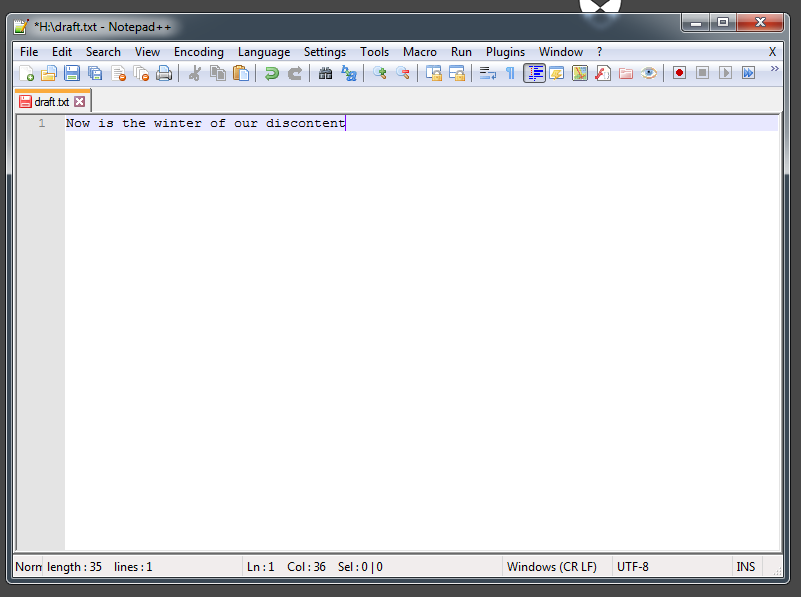 *H:\draft.txt - Notepad++
File Edit Search View Encoding Language Settings Tools Macro Run Plugins Window ? X
draft.txt
1 Now is the winter of our discontent
Norm length : 35 lines : 1 Ln : 1 Col : 36 Sel : 0 | 0 Windows (CR LF) UTF-8 INS